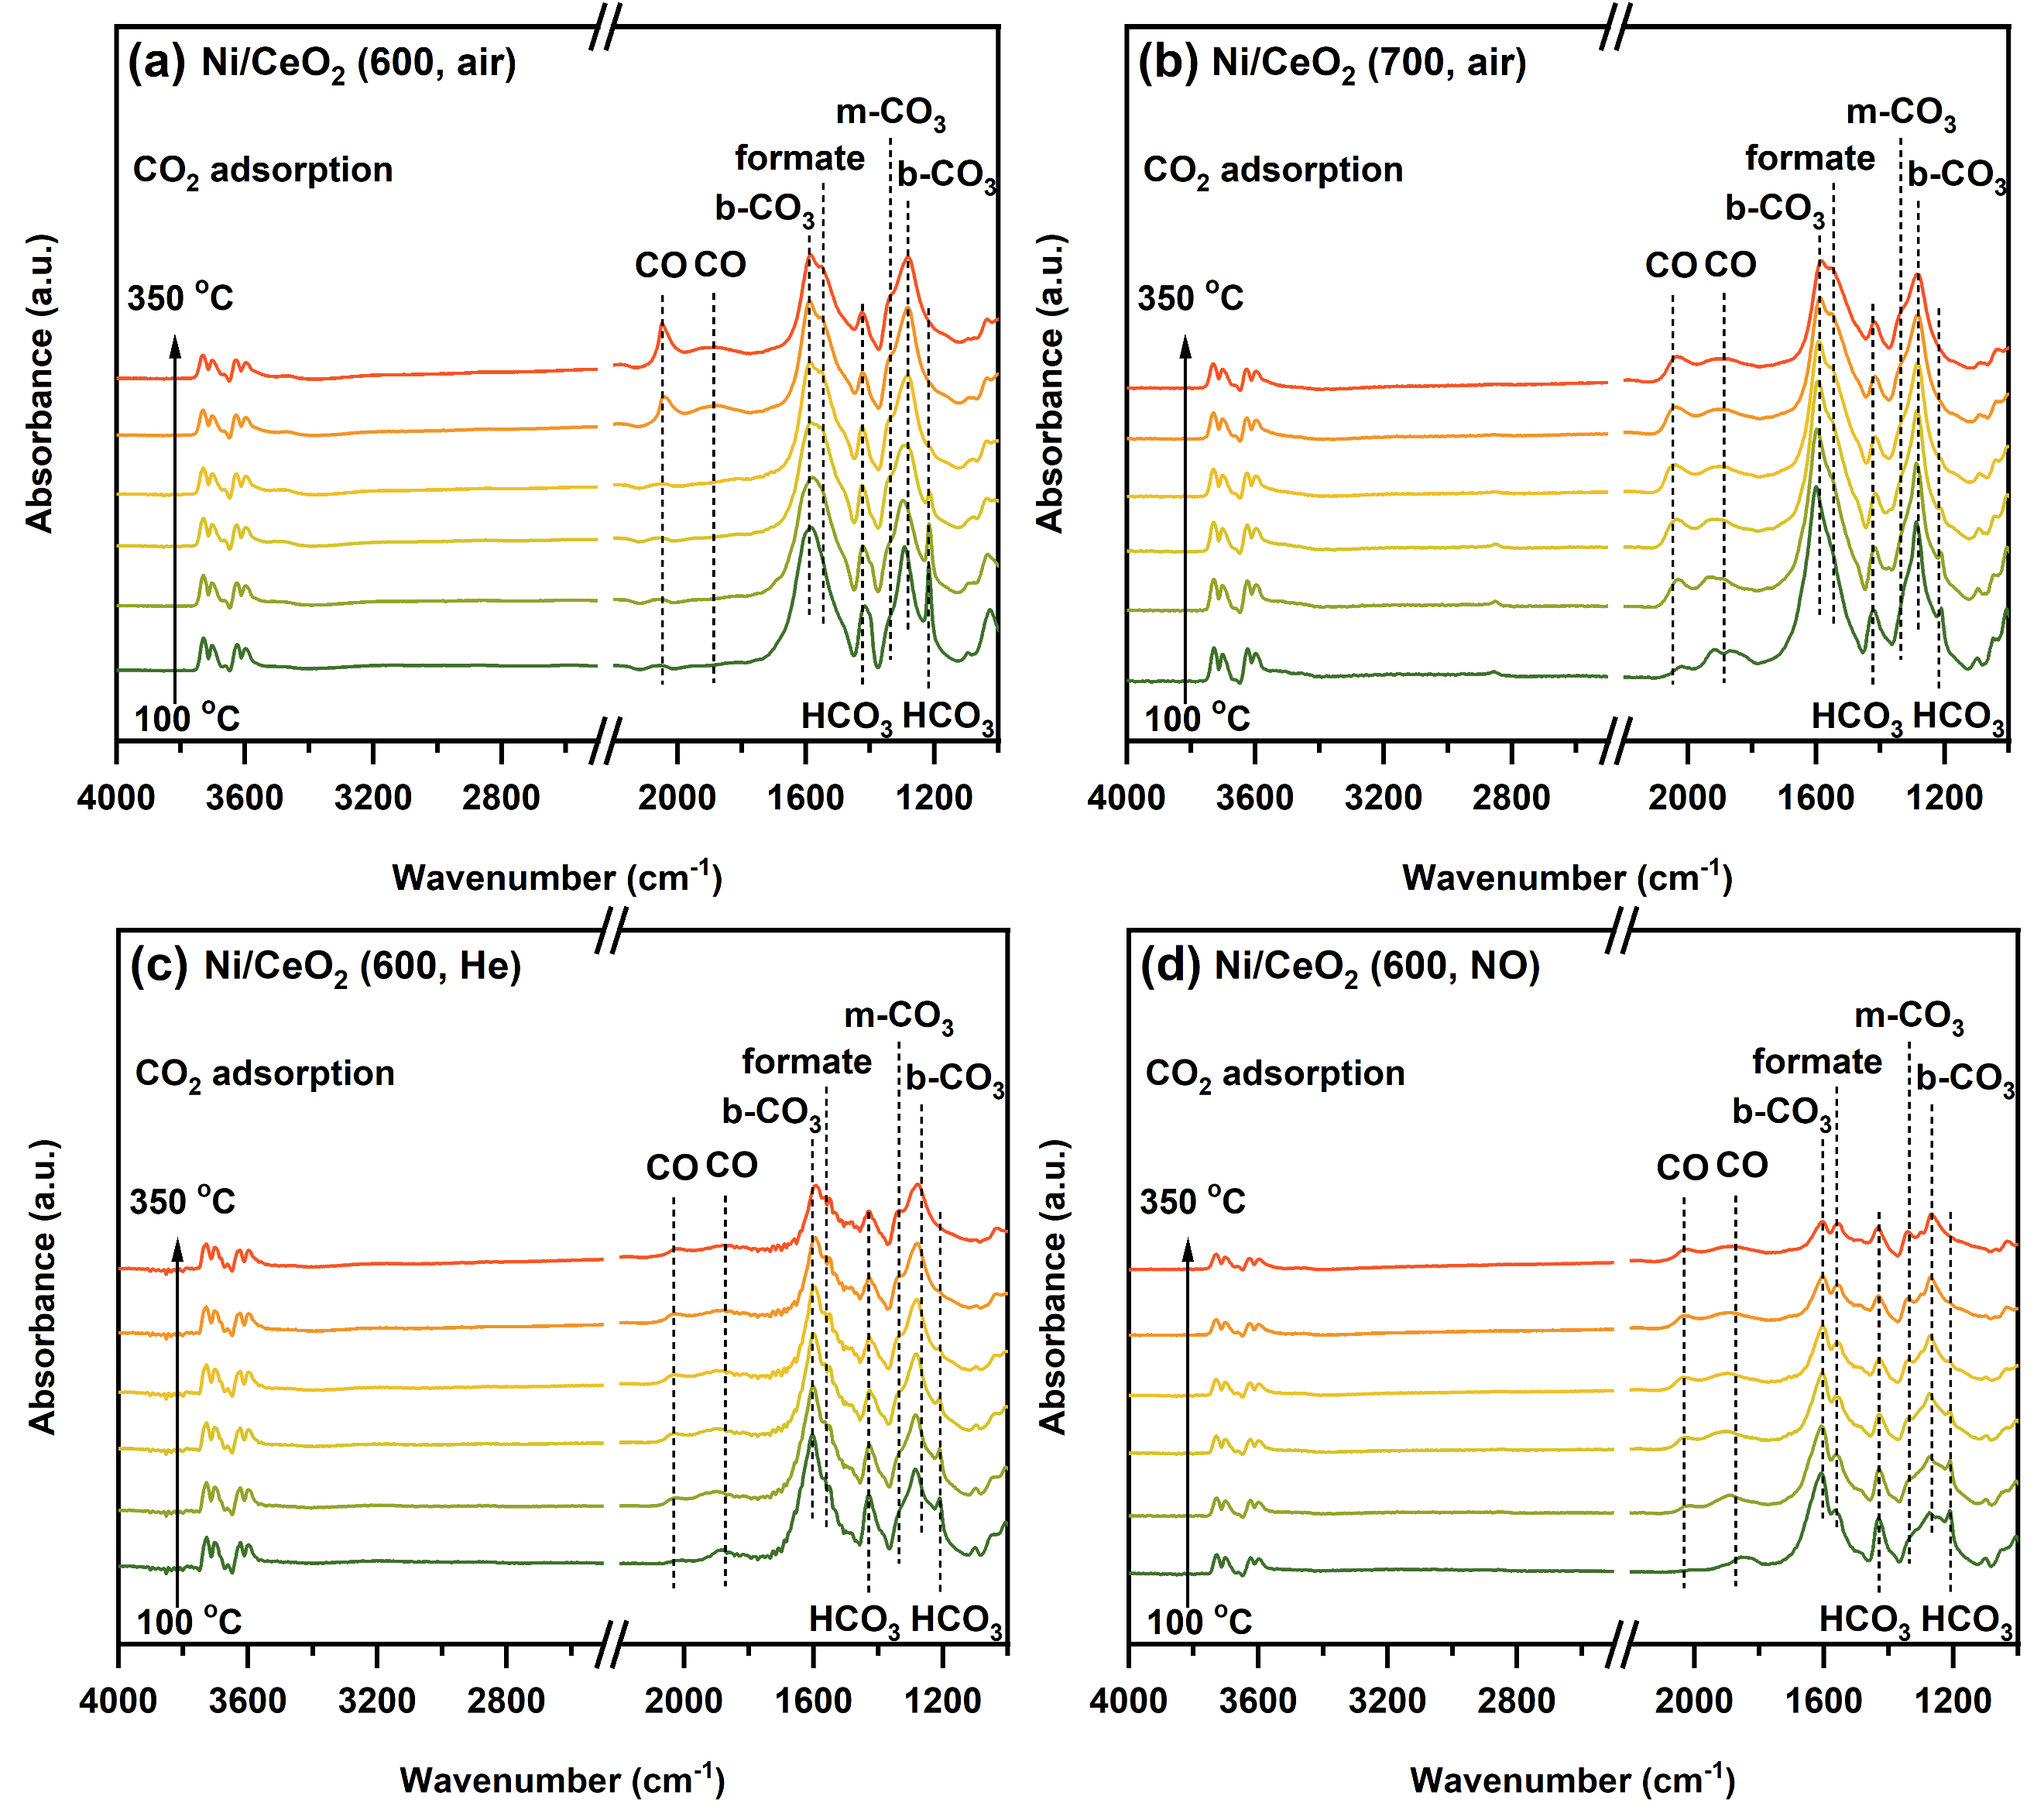 (a) Ni/CeO2 (600, air)
m-CO3
CO2 adsorption
formate
b-CO3
b-CO3
CO CO
350 °C
100 °C
HCO3 HCO3
Absorbance (a.u.)
4000 3600 3200 2800 2000 1600 1200
Wavenumber (cm-1)
(b) Ni/CeO2 (700, air)
m-CO3
CO2 adsorption
formate
b-CO3
b-CO3
CO CO
350 °C
100 °C
HCO3 HCO3
Absorbance (a.u.)
4000 3600 3200 2800 2000 1600 1200
Wavenumber (cm-1)
(c) Ni/CeO2 (600, He)
m-CO3
CO2 adsorption
formate
b-CO3
b-CO3
CO CO
350 °C
100 °C
HCO3 HCO3
Absorbance (a.u.)
4000 3600 3200 2800 2000 1600 1200
Wavenumber (cm-1)
(d) Ni/CeO2 (600, NO)
m-CO3
CO2 adsorption
formate
b-CO3
b-CO3
CO CO
350 °C
100 °C
HCO3 HCO3
Absorbance (a.u.)
4000 3600 3200 2800 2000 1600 1200
Wavenumber (cm-1)